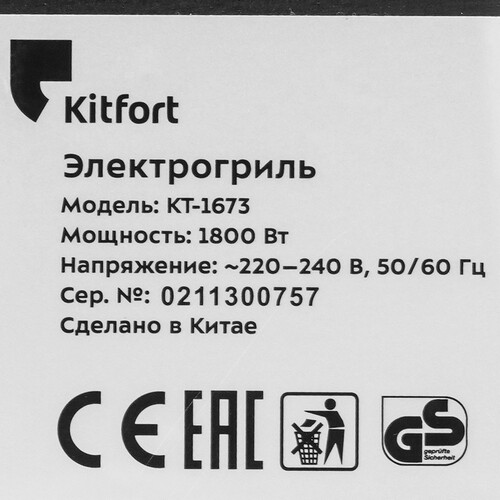 Kitfort
Электрогриль
Модель: КТ-1673
Мощность: 1800 Вт
Напряжение: ~220–240 В, 50/60 Гц
Сер. №: 0211300757
Сделано в Китае
CE EAC GS
geprüfte
Sicherheit